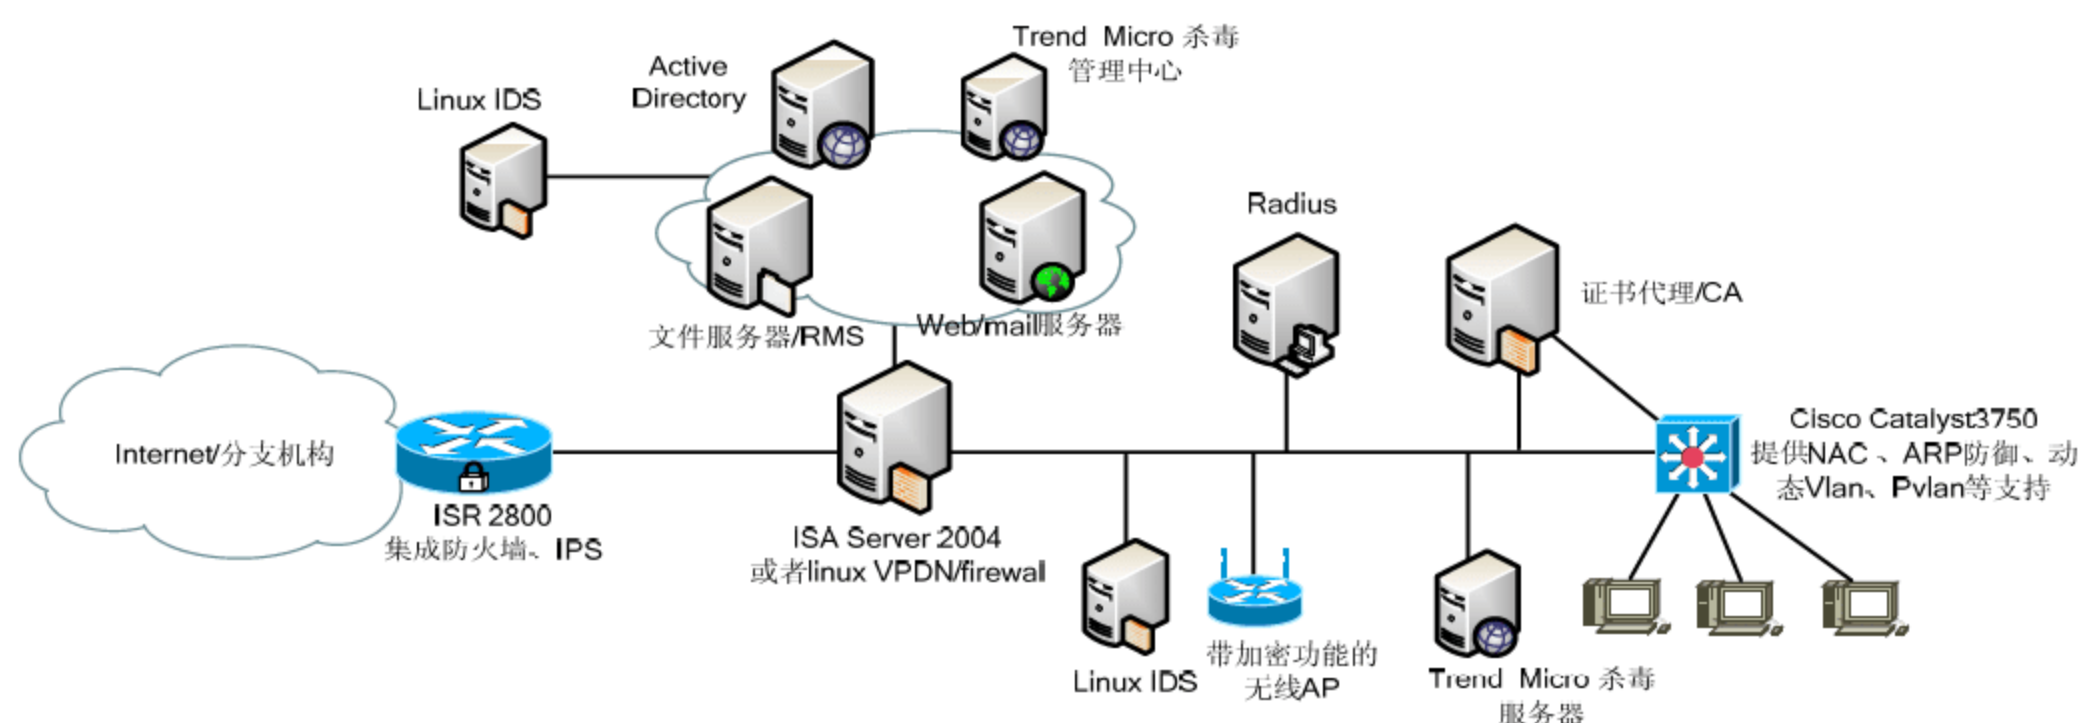 Trend Micro 杀毒
管理中心
Active
Directory
Linux IDS
Radius
证书代理/CA
文件服务器/RMS
Web/mail服务器
Internet/分支机构
ISR 2800
集成防火墙、IPS
ISA Server 2004
或者linux VPDN/firewall
Cisco Catalyst3750
提供NAC 、ARP防御、动
态Vlan、Pvlan等支持
Linux IDS
带加密功能的
无线AP
Trend Micro 杀毒
服务器